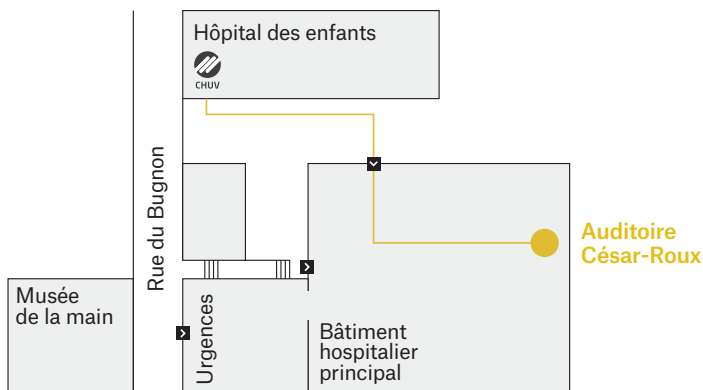 Hôpital des enfants
CHUV
Rue du Bugnon
Auditoire
César-Roux
Musée
de la main
Urgences
Bâtiment
hospitalier
principal